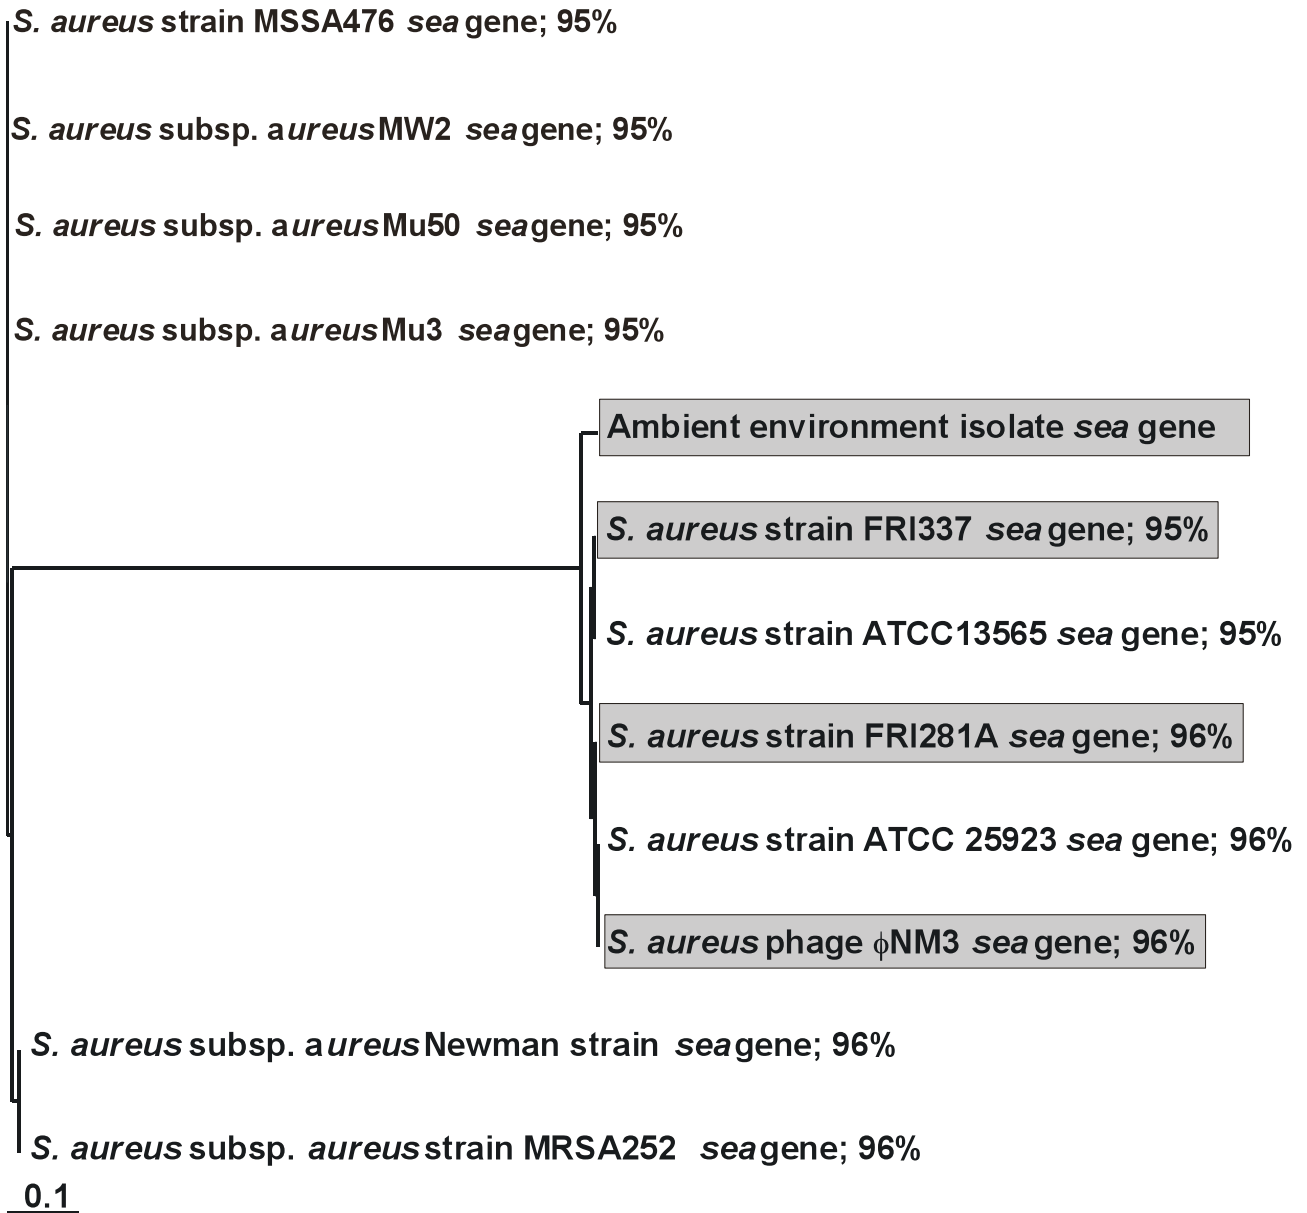 S. aureus strain MSSA476 sea gene; 95%
S. aureus subsp. aureus MW2 sea gene; 95%
S. aureus subsp. aureus Mu50 sea gene; 95%
S. aureus subsp. aureus Mu3 sea gene; 95%
Ambient environment isolate sea gene
S. aureus strain FRI337 sea gene; 95%
S. aureus strain ATCC13565 sea gene; 95%
S. aureus strain FRI281A sea gene; 96%
S. aureus strain ATCC 25923 sea gene; 96%
S. aureus phage ϕNM3 sea gene; 96%
S. aureus subsp. aureus Newman strain sea gene; 96%
S. aureus subsp. aureus strain MRSA252 sea gene; 96%
0.1